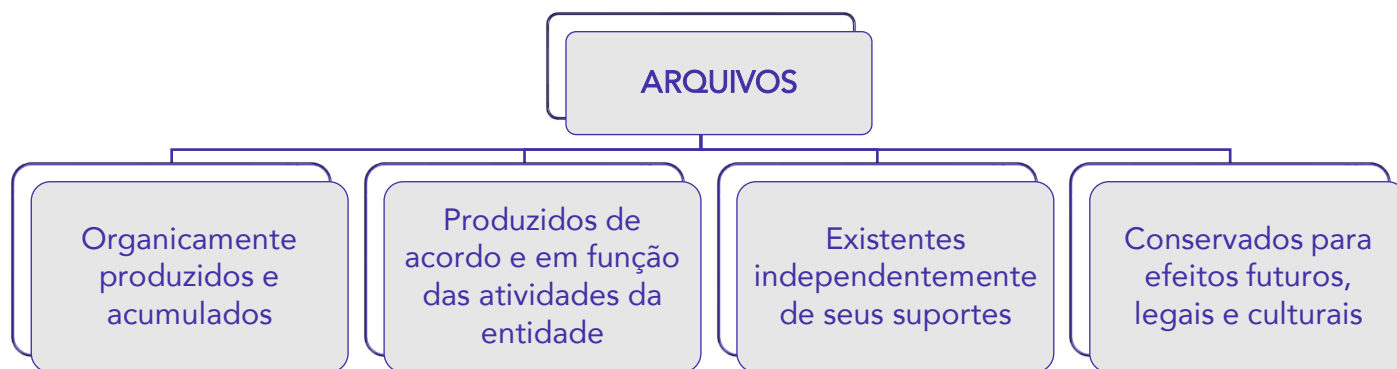 ARQUIVOS
Organicamente
produzidos e
acumulados
Produzidos de
acordo e em função
das atividades da
entidade
Existentes
independentemente
de seus suportes
Conservados para
efeitos futuros,
legais e culturais